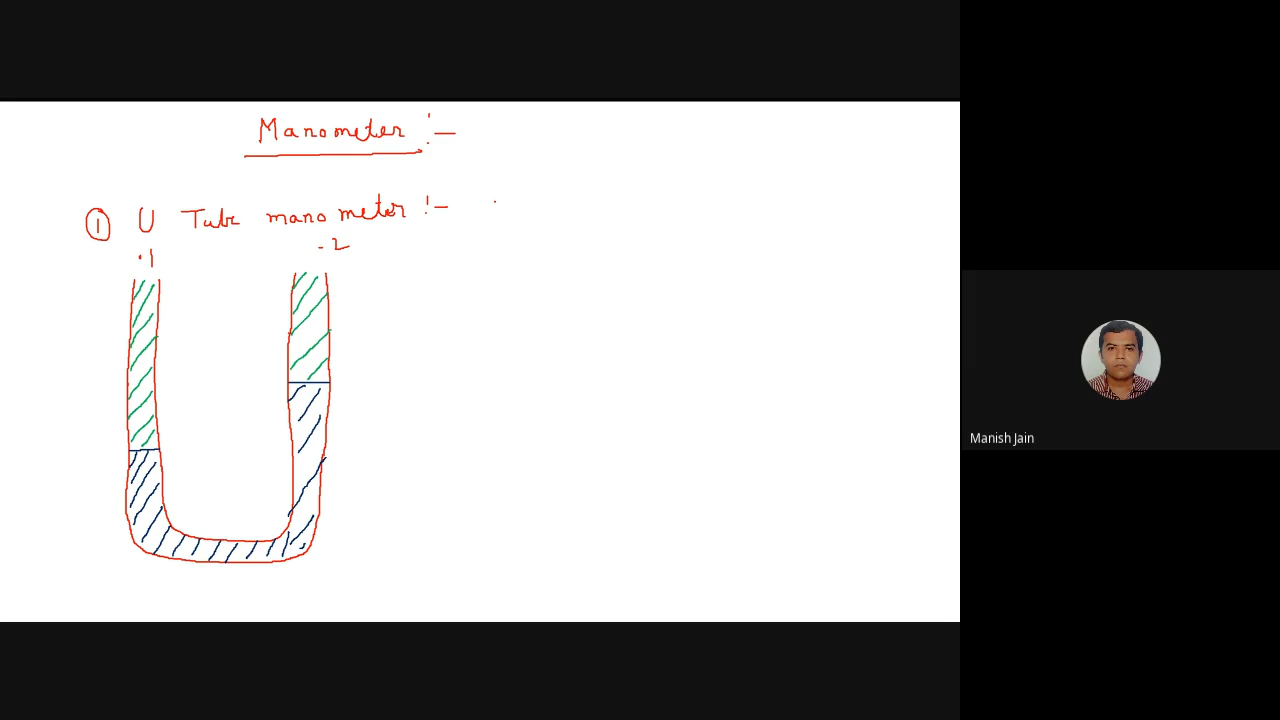 Manometer :-
① U Tube manometer :-
.1
.2
Manish Jain